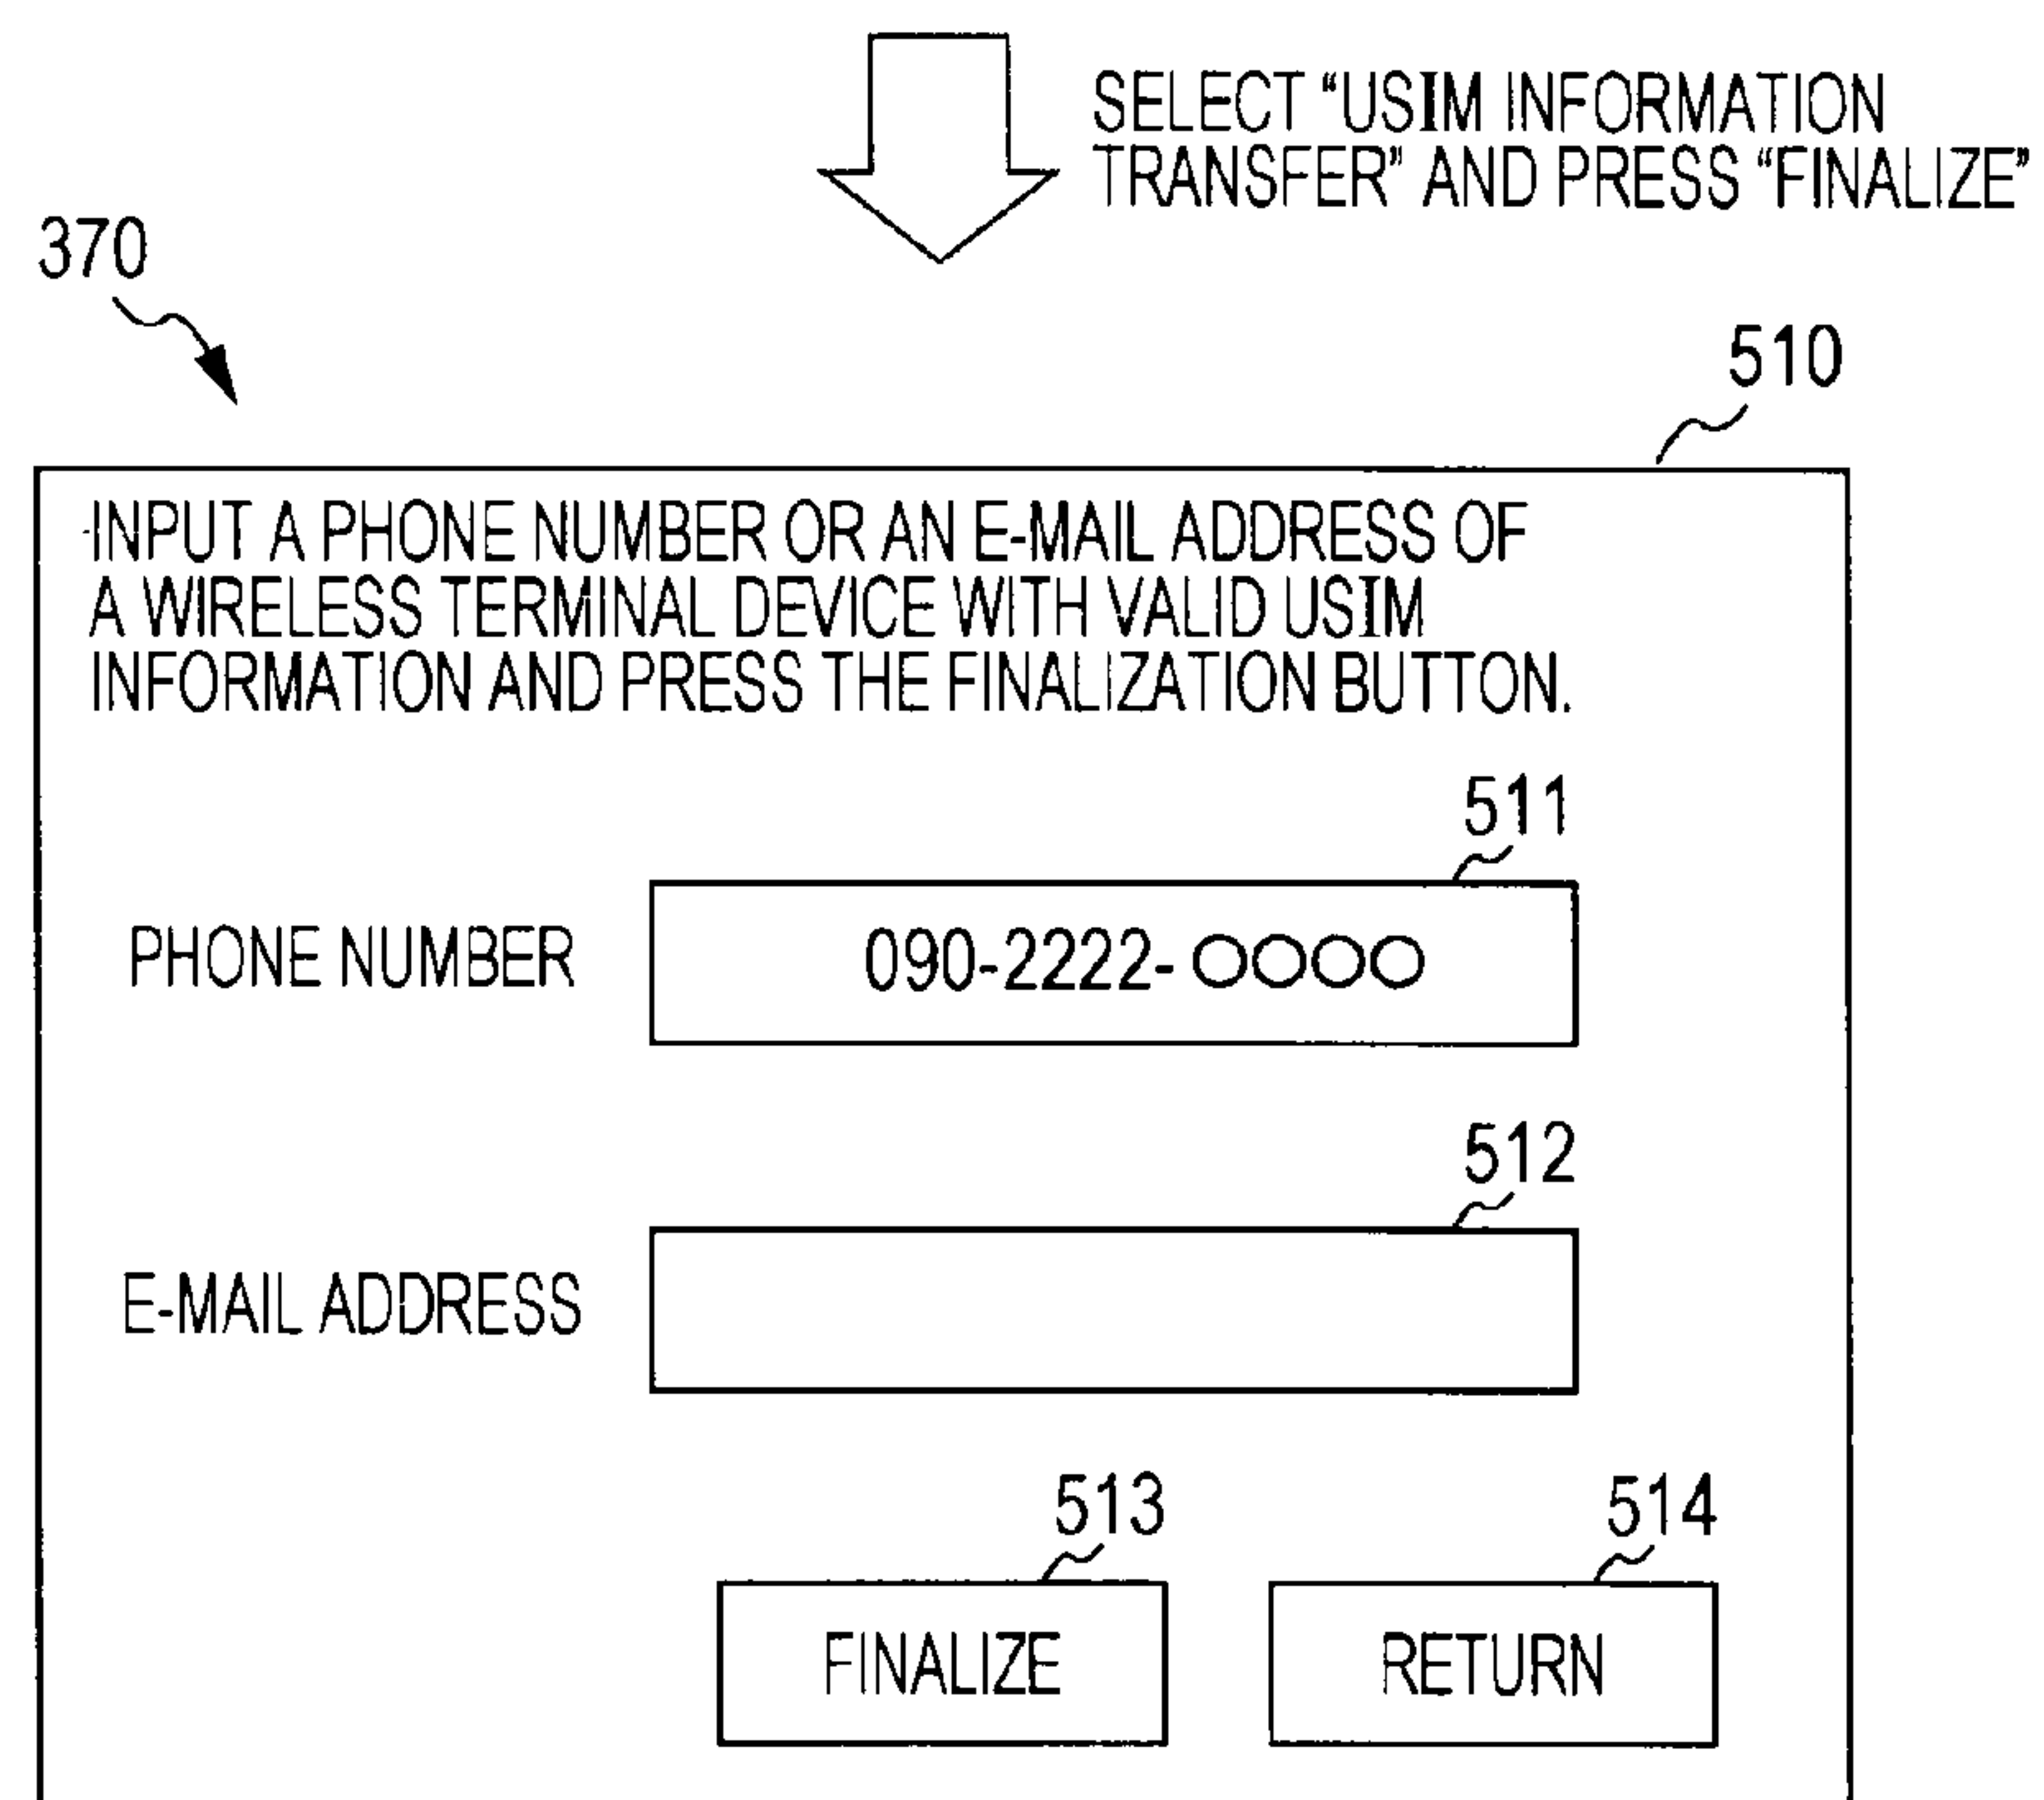 SELECT “USIM INFORMATION
TRANSFER” AND PRESS “FINALIZE”
370
510
INPUT A PHONE NUMBER OR AN E-MAIL ADDRESS OF
A WIRELESS TERMINAL DEVICE WITH VALID USIM
INFORMATION AND PRESS THE FINALIZATION BUTTON.
511
PHONE NUMBER 090-2222-○○○○
512
E-MAIL ADDRESS
513 514
FINALIZE RETURN